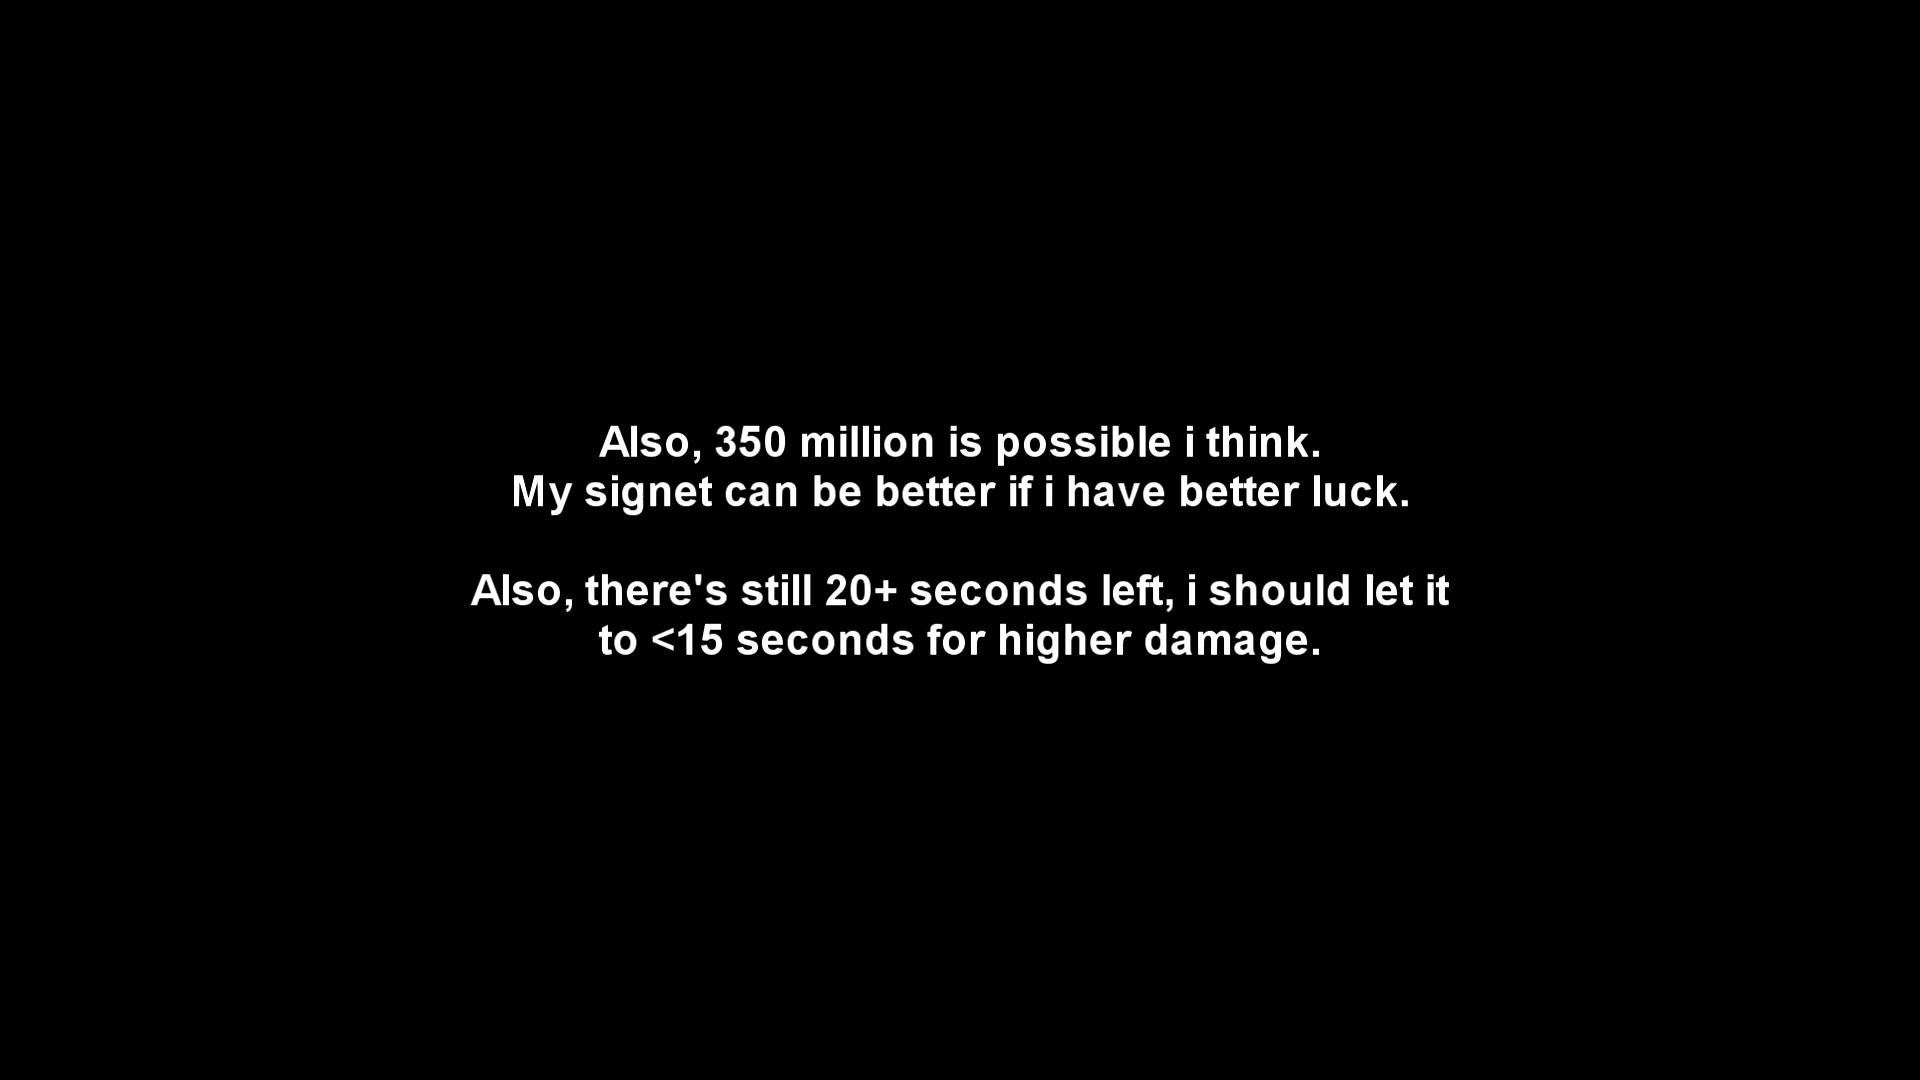 Also, 350 million is possible i think.
My signet can be better if i have better luck.
Also, there's still 20+ seconds left, i should let it
to <15 seconds for higher damage.